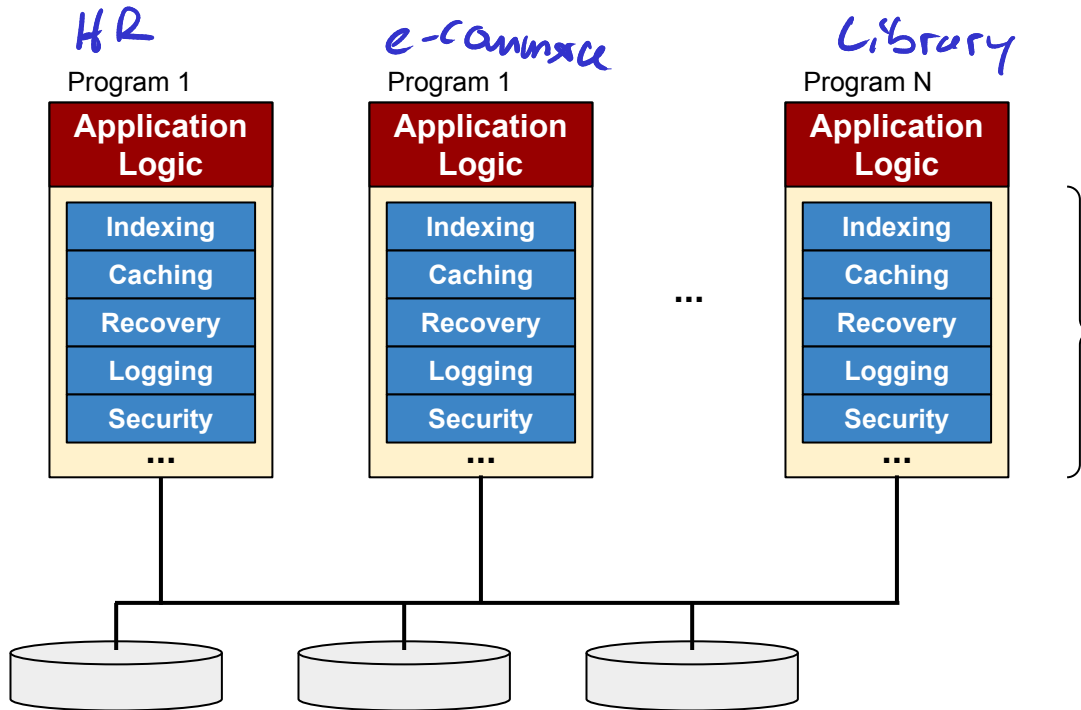 HR
e-commerce
Library
Program 1
Program 1
Program N
Application
Logic
Application
Logic
Application
Logic
Indexing
Caching
Recovery
Logging
Security
...
Indexing
Caching
Recovery
Logging
Security
...
...
Indexing
Caching
Recovery
Logging
Security
...